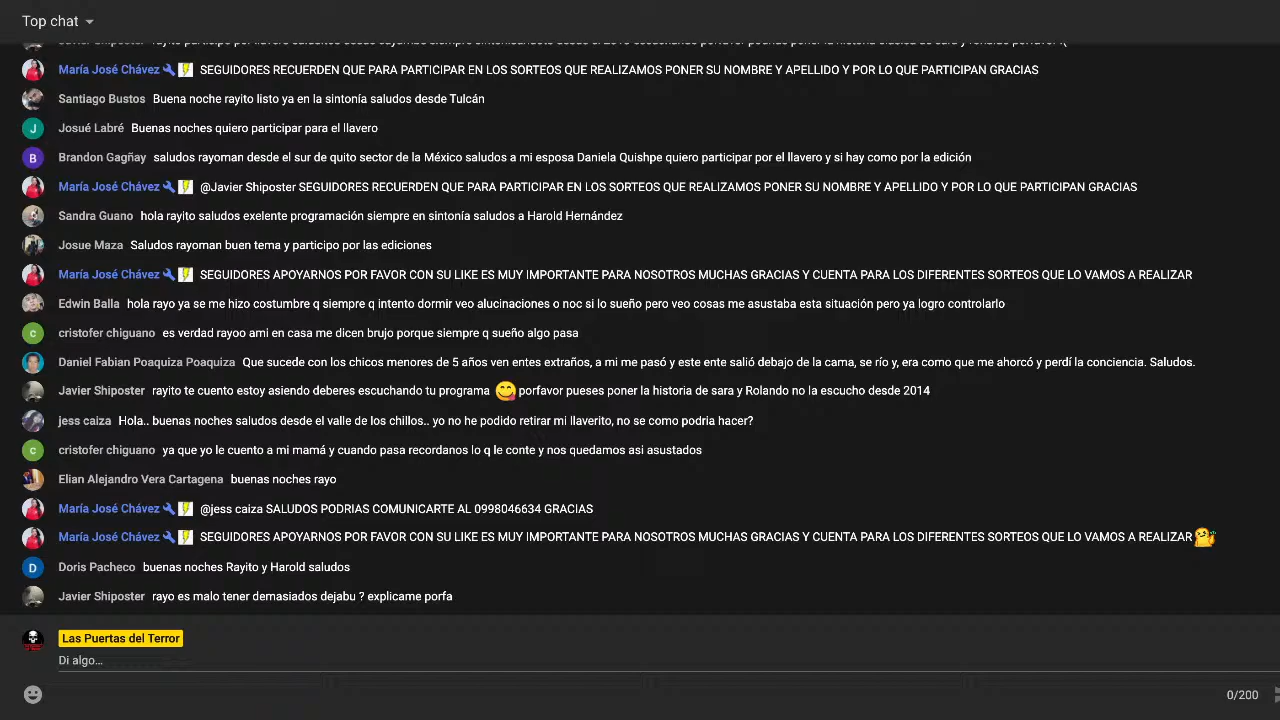 Top chat
María José Chávez SEGUIDORES RECUERDEN QUE PARA PARTICIPAR EN LOS SORTEOS QUE REALIZAMOS PONER SU NOMBRE Y APELLIDO Y POR LO QUE PARTICIPAN GRACIAS
Santiago Bustos Buena noche rayito listo ya en la sintonía saludos desde Tulcán
J Josué Labré Buenas noches quiero participar para el llavero
B Brandon Gagñay saludos rayoman desde el sur de quito sector de la México saludos a mi esposa Daniela Quishpe quiero participar por el llavero y si hay como por la edición
María José Chávez @Javier Shiposter SEGUIDORES RECUERDEN QUE PARA PARTICIPAR EN LOS SORTEOS QUE REALIZAMOS PONER SU NOMBRE Y APELLIDO Y POR LO QUE PARTICIPAN GRACIAS
Sandra Guano hola rayito saludos exelente programación siempre en sintonía saludos a Harold Hernández
Josue Maza Saludos rayoman buen tema y participo por las ediciones
María José Chávez SEGUIDORES APOYARNOS POR FAVOR CON SU LIKE ES MUY IMPORTANTE PARA NOSOTROS MUCHAS GRACIAS Y CUENTA PARA LOS DIFERENTES SORTEOS QUE LO VAMOS A REALIZAR
Edwin Balla hola rayo ya se me hizo costumbre q siempre q intento dormir veo alucinaciones o noc si lo sueño pero veo cosas me asustaba esta situación pero ya logro controlarlo
c cristofer chiguano es verdad rayoo ami en casa me dicen brujo porque siempre q sueño algo pasa
Daniel Fabian Poaquiza Poaquiza Que sucede con los chicos menores de 5 años ven entes extraños, a mi me pasó y este ente salió debajo de la cama, se río y, era como que me ahorcó y perdí la conciencia. Saludos.
Javier Shiposter rayito te cuento estoy asiendo deberes escuchando tu programa 😋 porfavor pueses poner la historia de sara y Rolando no la escucho desde 2014
jess caiza Hola.. buenas noches saludos desde el valle de los chillos.. yo no he podido retirar mi llaverito, no se como podria hacer?
c cristofer chiguano ya que yo le cuento a mi mamá y cuando pasa recordanos lo q le conte y nos quedamos asi asustados
Elian Alejandro Vera Cartagena buenas noches rayo
María José Chávez @jess caiza SALUDOS PODRIAS COMUNICARTE AL 0998046634 GRACIAS
María José Chávez SEGUIDORES APOYARNOS POR FAVOR CON SU LIKE ES MUY IMPORTANTE PARA NOSOTROS MUCHAS GRACIAS Y CUENTA PARA LOS DIFERENTES SORTEOS QUE LO VAMOS A REALIZAR
D Doris Pacheco buenas noches Rayito y Harold saludos
Javier Shiposter rayo es malo tener demasiados dejabu ? explicame porfa
Las Puertas del Terror
Di algo...
0/200